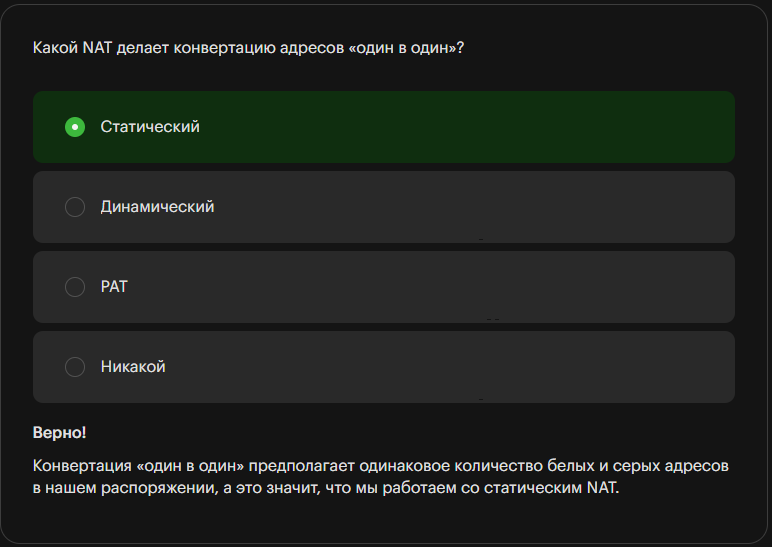 Какой NAT делает конвертацию адресов «один в один»?
Статический
Динамический
PAT
Никакой
Верно!
Конвертация «один в один» предполагает одинаковое количество белых и серых адресов
в нашем распоряжении, а это значит, что мы работаем со статическим NAT.